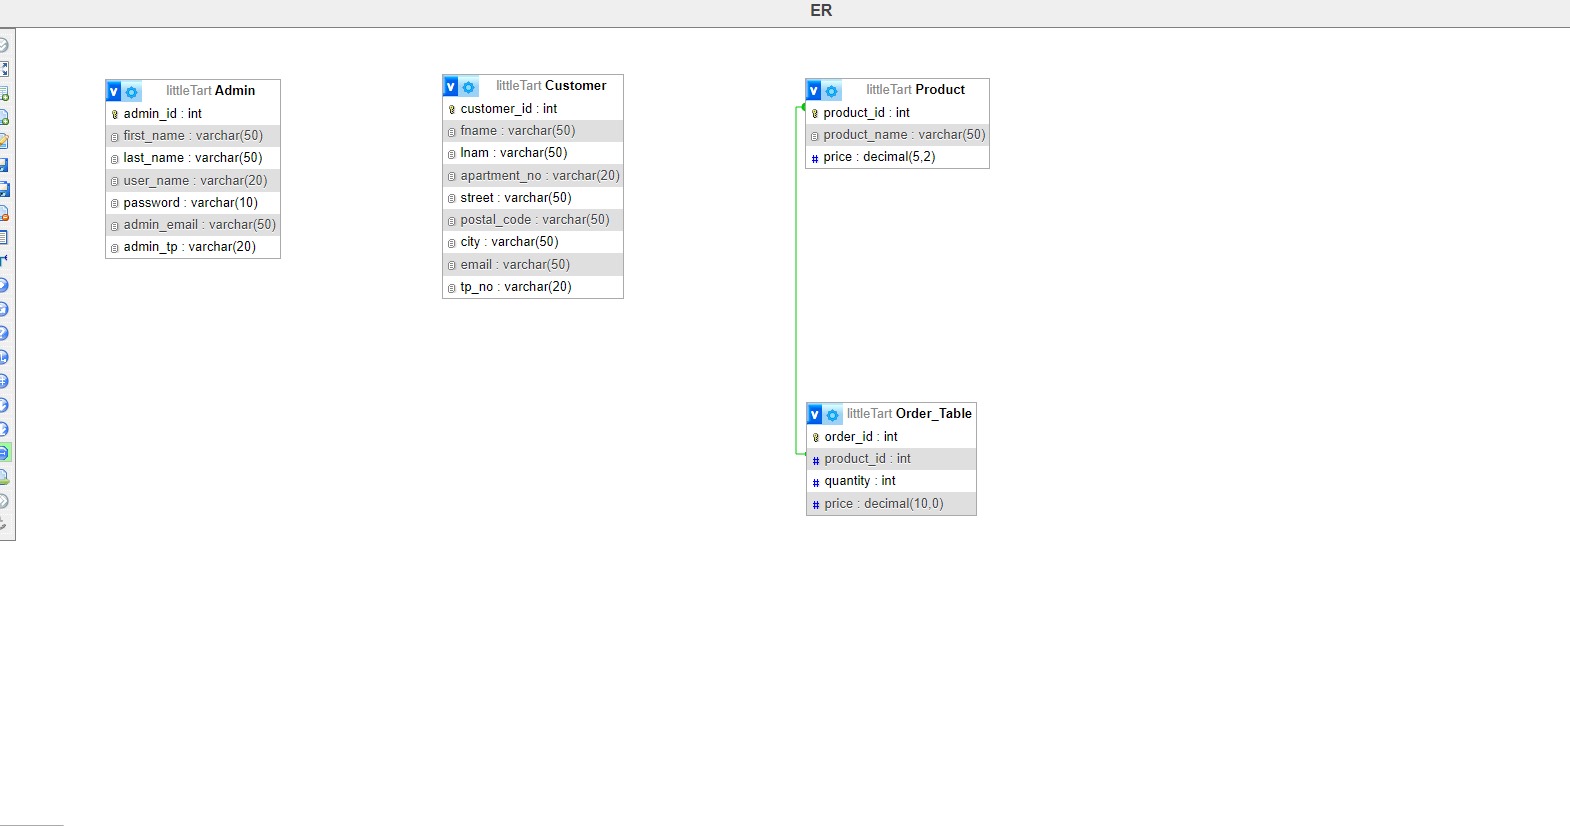 ER
v littleTart Admin
admin_id : int
first_name : varchar(50)
last_name : varchar(50)
user_name : varchar(20)
password : varchar(10)
admin_email : varchar(50)
admin_tp : varchar(20)
v littleTart Customer
customer_id : int
fname : varchar(50)
lnam : varchar(50)
apartment_no : varchar(20)
street : varchar(50)
postal_code : varchar(50)
city : varchar(50)
email : varchar(50)
tp_no : varchar(20)
v littleTart Product
product_id : int
product_name : varchar(50)
# price : decimal(5,2)
v littleTart Order_Table
order_id : int
# product_id : int
# quantity : int
# price : decimal(10,0)